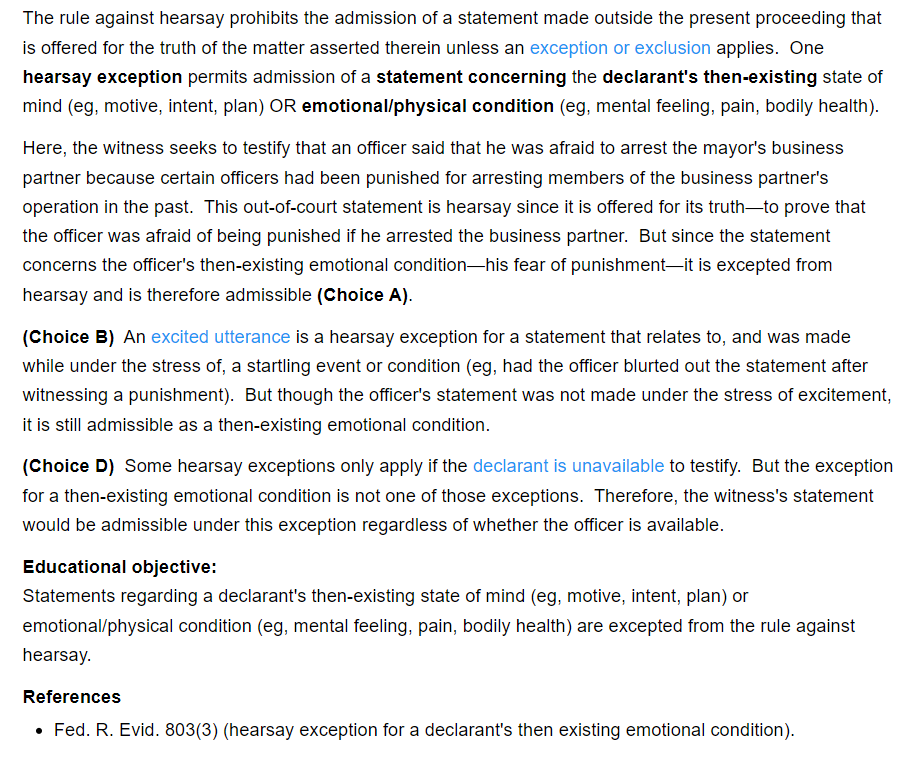 The rule against hearsay prohibits the admission of a statement made outside the present proceeding that
is offered for the truth of the matter asserted therein unless an exception or exclusion applies.  One
hearsay exception permits admission of a statement concerning the declarant's then-existing state of
mind (eg, motive, intent, plan) OR emotional/physical condition (eg, mental feeling, pain, bodily health).
Here, the witness seeks to testify that an officer said that he was afraid to arrest the mayor's business
partner because certain officers had been punished for arresting members of the business partner's
operation in the past.  This out-of-court statement is hearsay since it is offered for its truth—to prove that
the officer was afraid of being punished if he arrested the business partner.  But since the statement
concerns the officer's then-existing emotional condition—his fear of punishment—it is excepted from
hearsay and is therefore admissible (Choice A).
(Choice B)  An excited utterance is a hearsay exception for a statement that relates to, and was made
while under the stress of, a startling event or condition (eg, had the officer blurted out the statement after
witnessing a punishment).  But though the officer's statement was not made under the stress of excitement,
it is still admissible as a then-existing emotional condition.
(Choice D)  Some hearsay exceptions only apply if the declarant is unavailable to testify.  But the exception
for a then-existing emotional condition is not one of those exceptions.  Therefore, the witness's statement
would be admissible under this exception regardless of whether the officer is available.
Educational objective:
Statements regarding a declarant's then-existing state of mind (eg, motive, intent, plan) or
emotional/physical condition (eg, mental feeling, pain, bodily health) are excepted from the rule against
hearsay.
References
• Fed. R. Evid. 803(3) (hearsay exception for a declarant's then existing emotional condition).